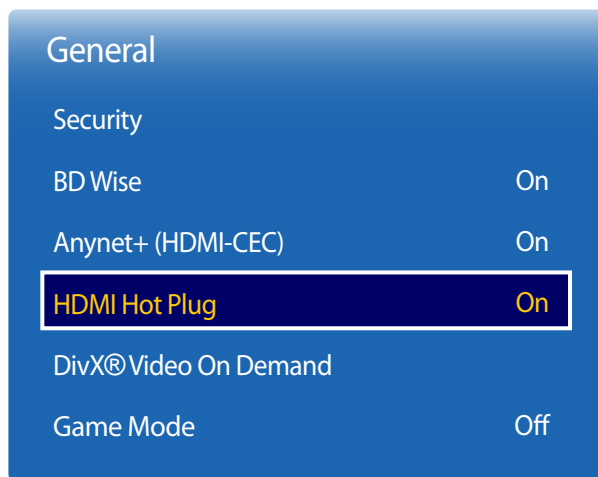 General
Security
BD Wise On
Anynet+ (HDMI-CEC) On
HDMI Hot Plug On
DivX® Video On Demand
Game Mode Off